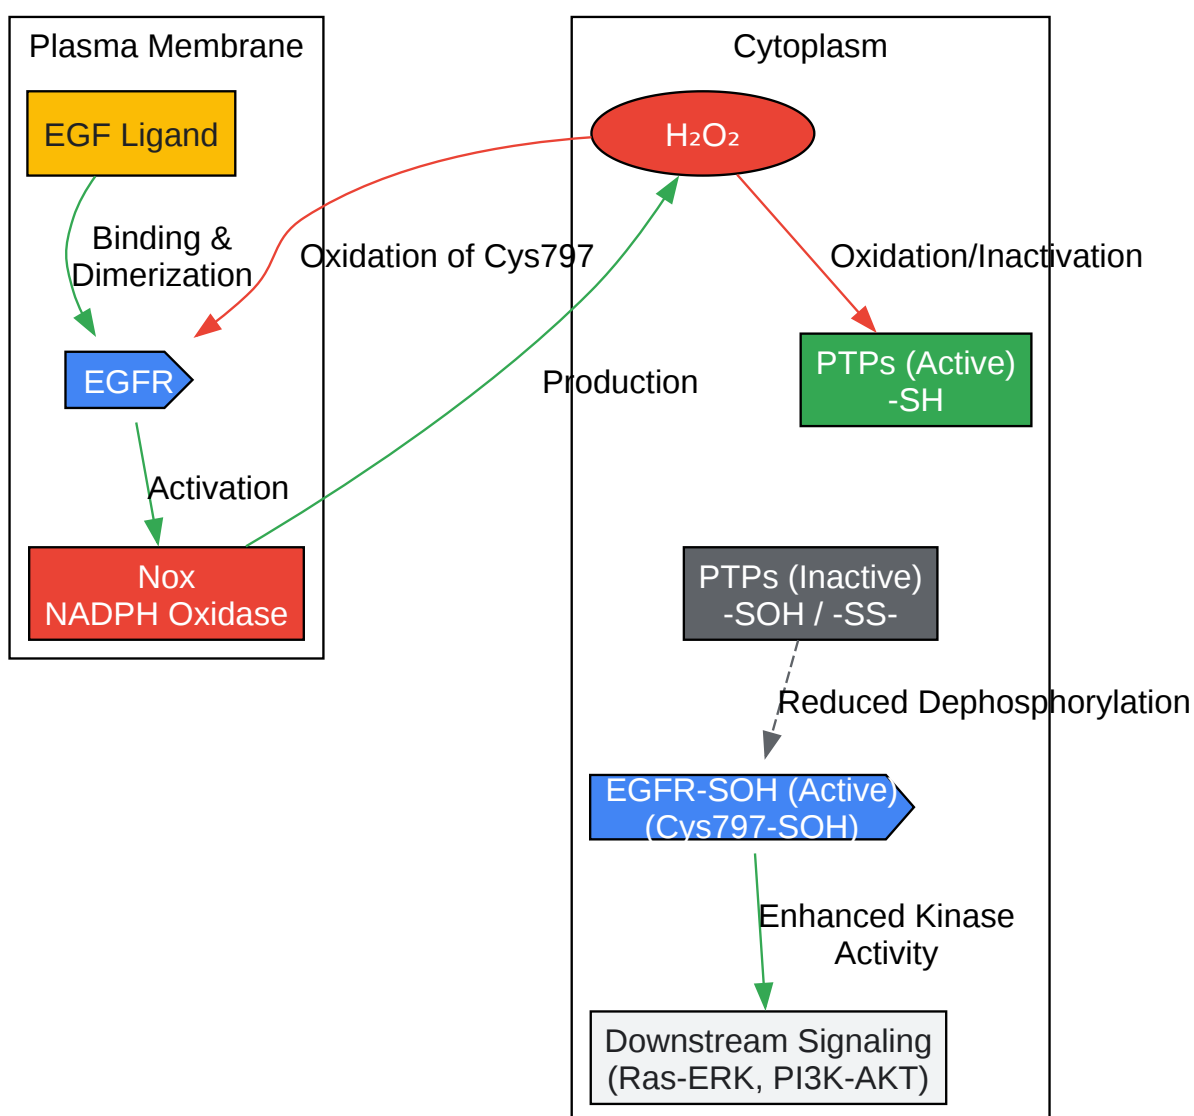 Plasma Membrane
Cytoplasm
EGF Ligand
H₂O₂
Binding &
Dimerization
Oxidation of Cys797
Oxidation/Inactivation
EGFR
Production
PTPs (Active)
-SH
Activation
Nox
NADPH Oxidase
PTPs (Inactive)
-SOH / -SS-
Reduced Dephosphorylation
EGFR-SOH (Active)
(Cys797-SOH)
Enhanced Kinase
Activity
Downstream Signaling
(Ras-ERK, PI3K-AKT)